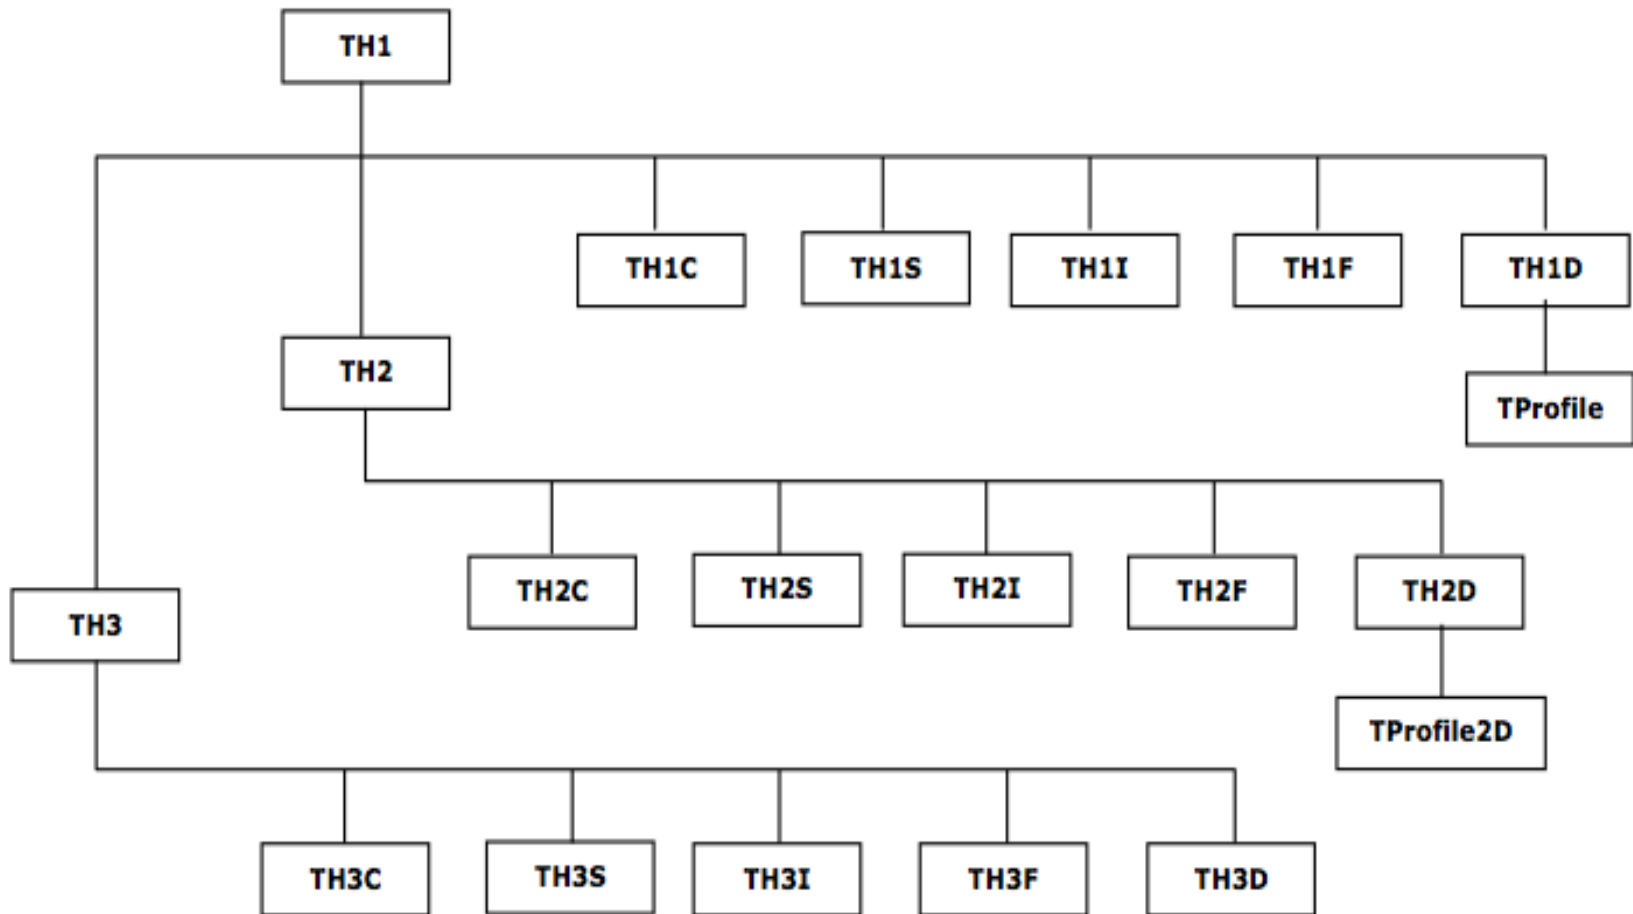 TH1
TH1C
TH1S
TH1I
TH1F
TH1D
TH2
TProfile
TH2C
TH2S
TH2I
TH2F
TH2D
TH3
TProfile2D
TH3C
TH3S
TH3I
TH3F
TH3D